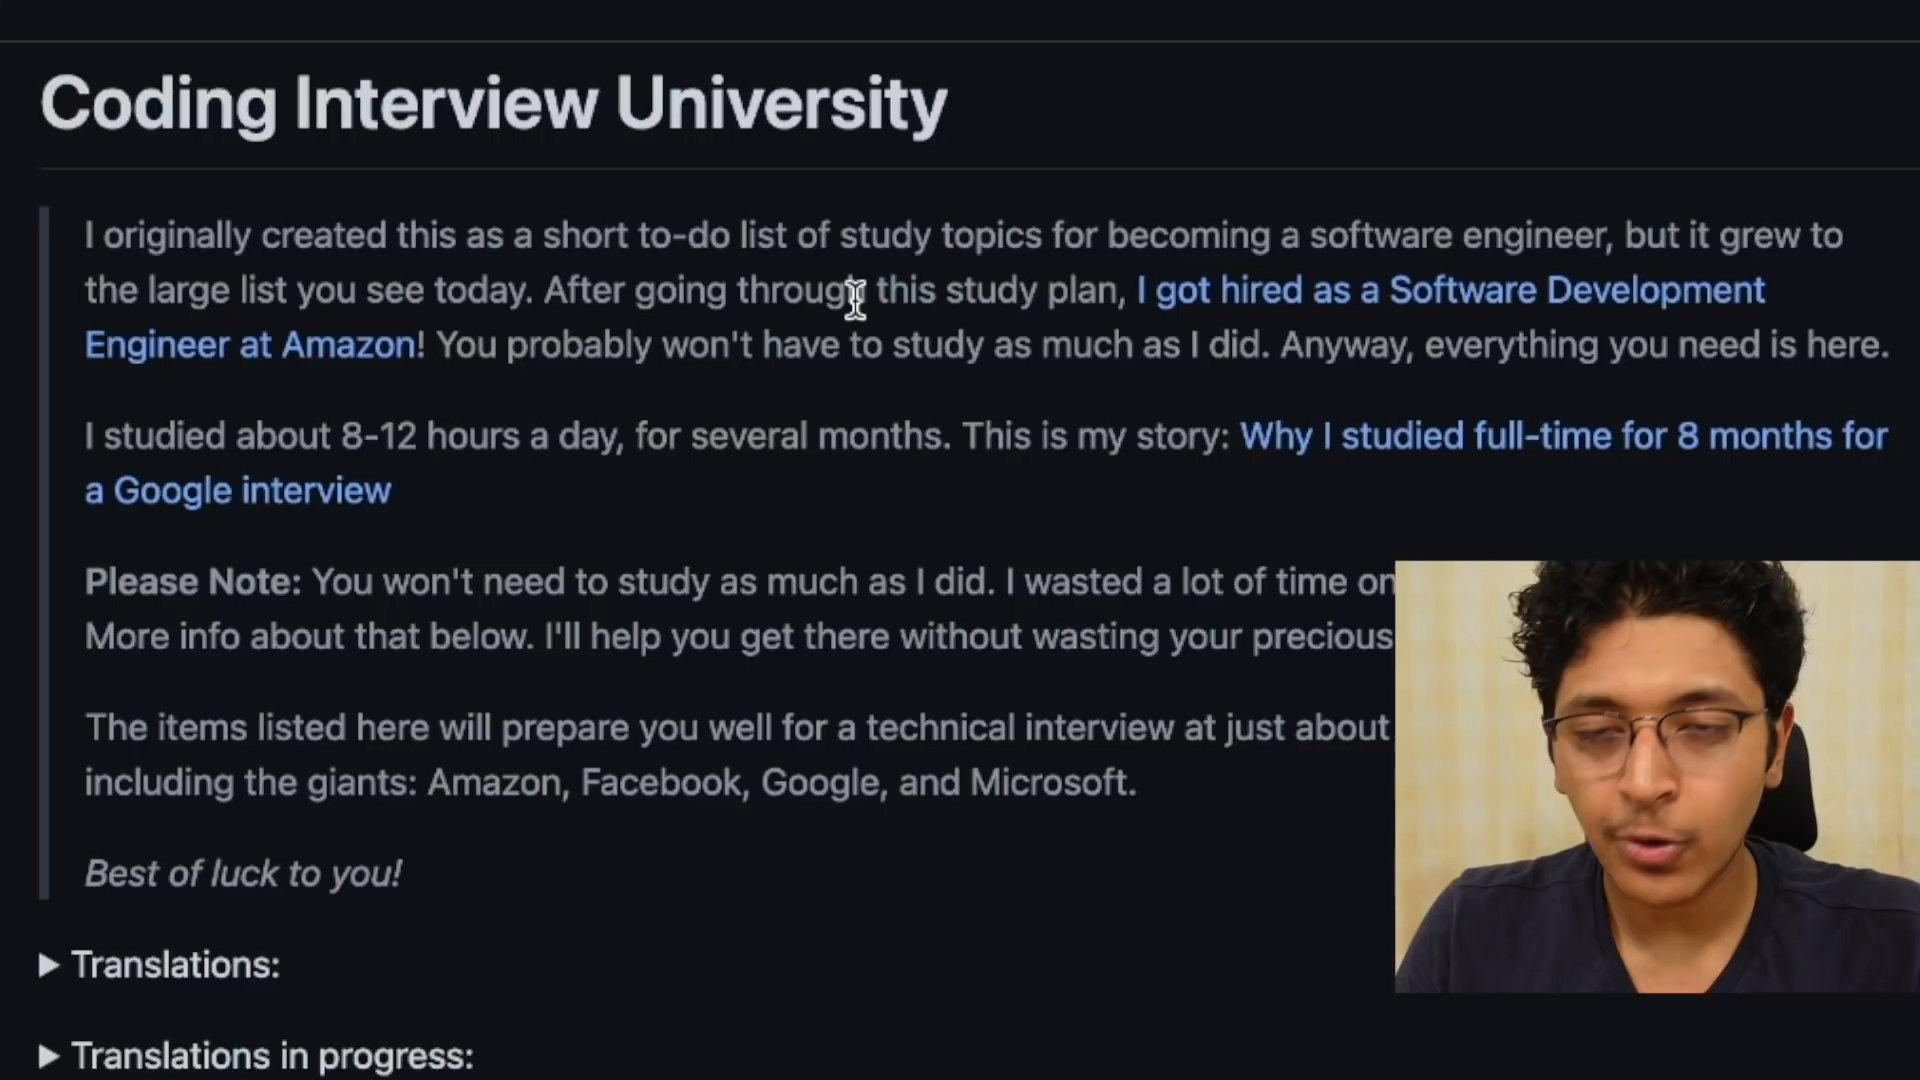 Coding Interview University
I originally created this as a short to-do list of study topics for becoming a software engineer, but it grew to
the large list you see today. After going through this study plan, I got hired as a Software Development
Engineer at Amazon! You probably won't have to study as much as I did. Anyway, everything you need is here.
I studied about 8-12 hours a day, for several months. This is my story: Why I studied full-time for 8 months for
a Google interview
Please Note: You won't need to study as much as I did. I wasted a lot of time on
More info about that below. I'll help you get there without wasting your precious
The items listed here will prepare you well for a technical interview at just about
including the giants: Amazon, Facebook, Google, and Microsoft.
Best of luck to you!
Translations:
Translations in progress: